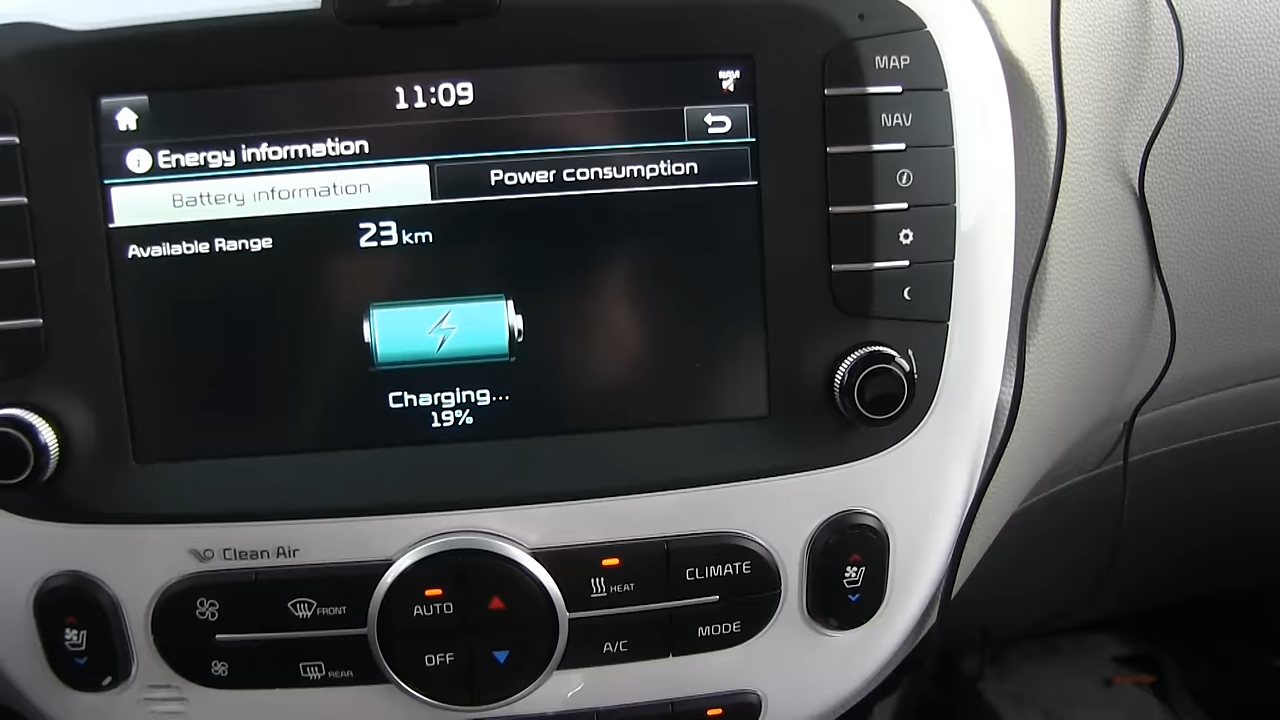 11:09
NAVI
Energy information
Battery information
Power consumption
Available Range 23 km
Charging...
19%
MAP
NAV
Clean Air
FRONT
REAR
AUTO
OFF
HEAT
CLIMATE
A/C
MODE